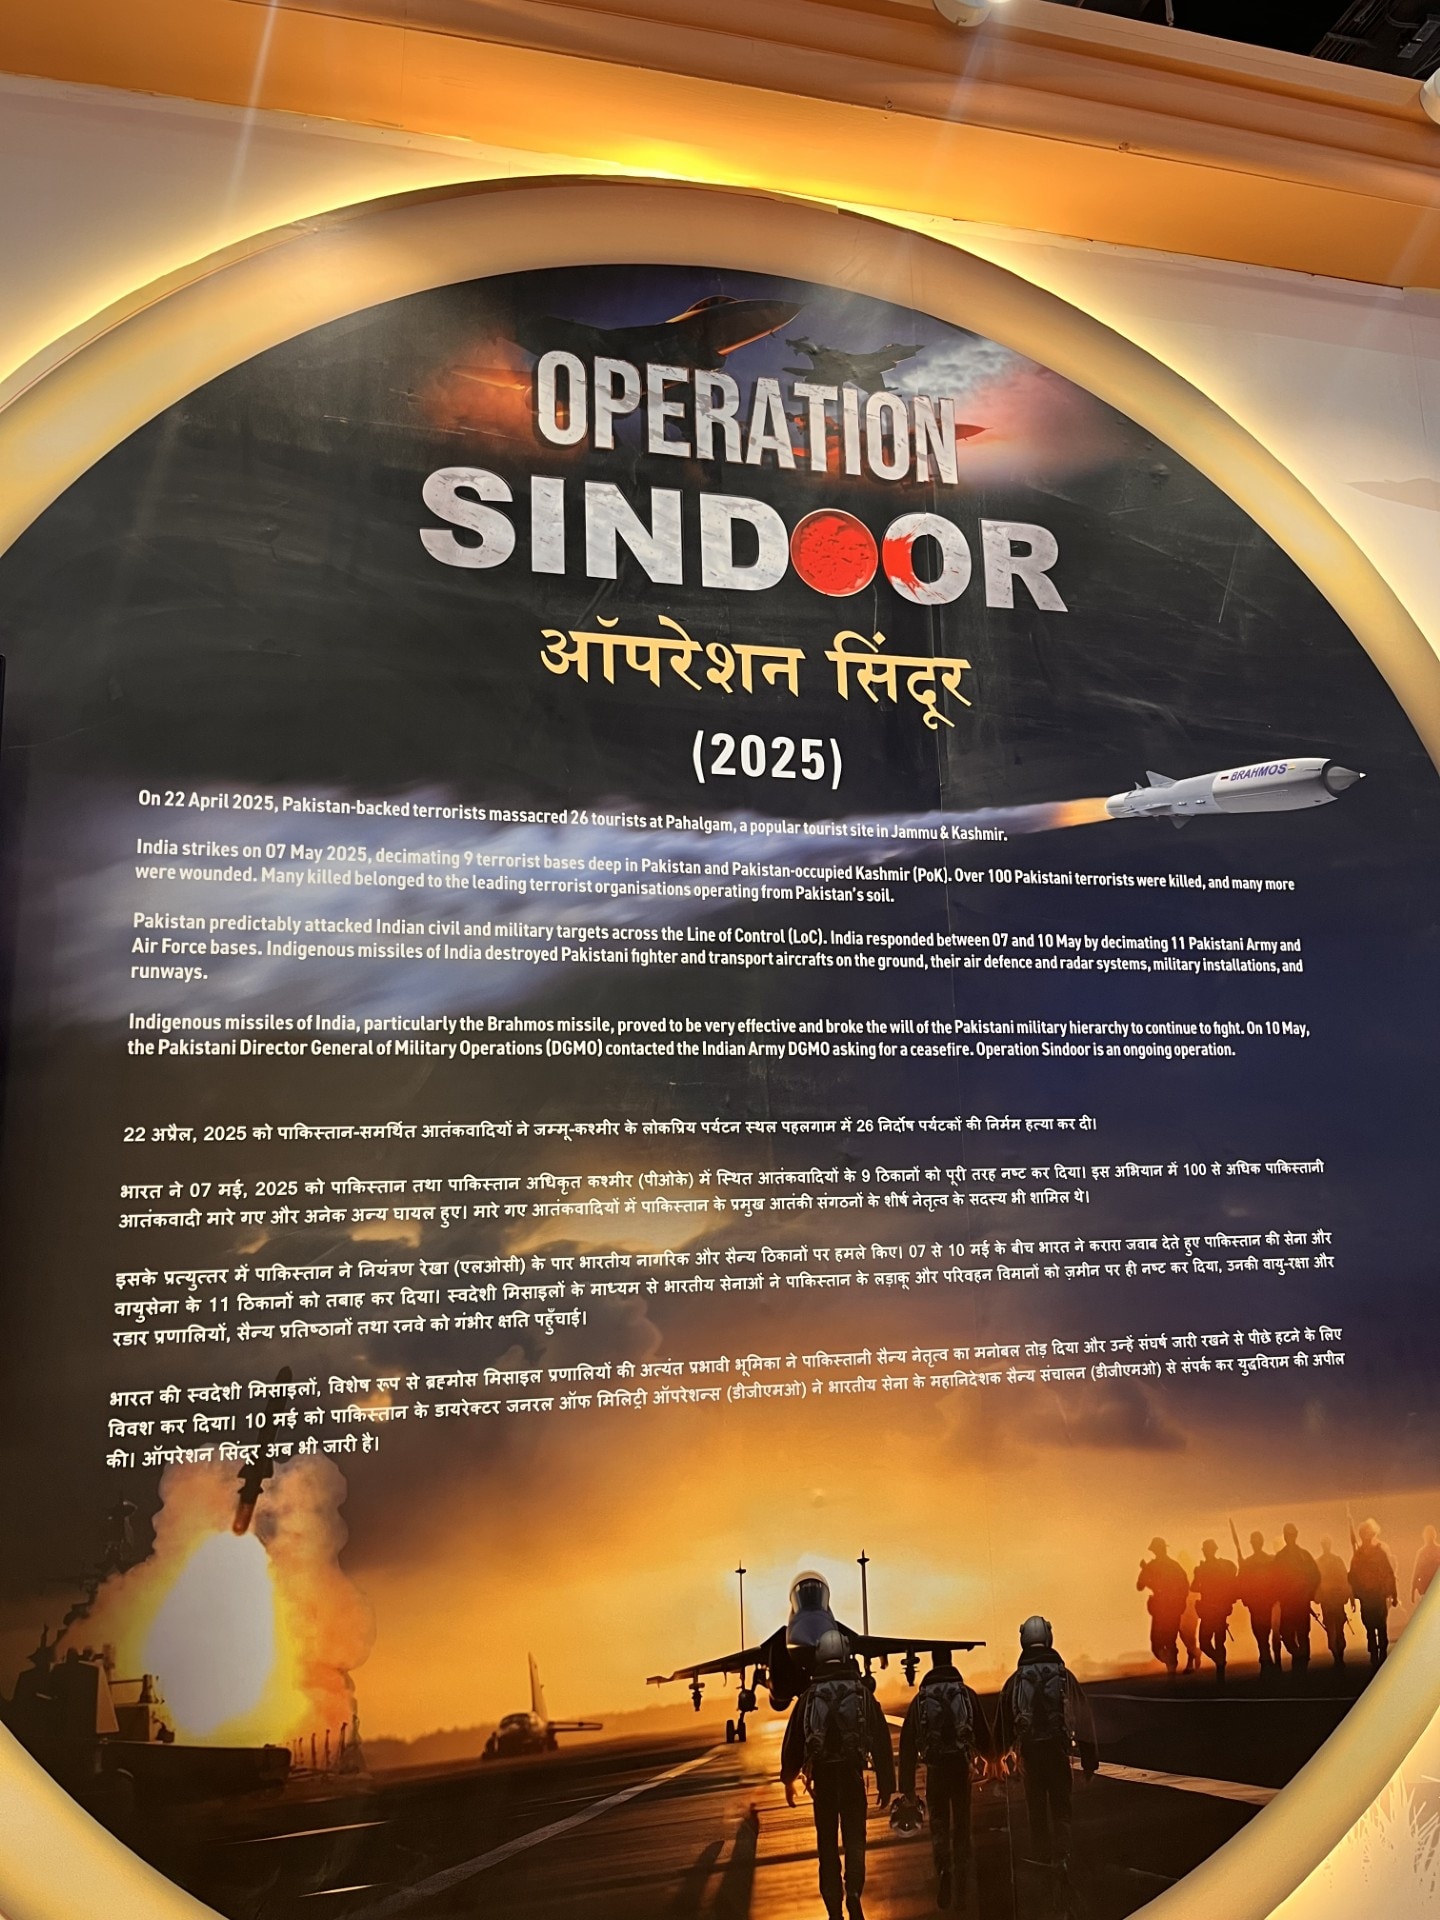 OPERATION
SINDOOR
ऑपरेशन सिंदूर
(2025)
BRAHMOS
On 22 April 2025, Pakistan-backed terrorists massacred 26 tourists at Pahalgam, a popular tourist site in Jammu & Kashmir.
India strikes on 07 May 2025, decimating 9 terrorist bases deep in Pakistan and Pakistan-occupied Kashmir (PoK). Over 100 Pakistani terrorists were killed, and many more
were wounded. Many killed belonged to the leading terrorist organisations operating from Pakistan's soil.
Pakistan predictably attacked Indian civil and military targets across the Line of Control (LoC). India responded between 07 and 10 May by decimating 11 Pakistani Army and
Air Force bases. Indigenous missiles of India destroyed Pakistani fighter and transport aircrafts on the ground, their air defence and radar systems, military installations, and
runways.
Indigenous missiles of India, particularly the Brahmos missile, proved to be very effective and broke the will of the Pakistani military hierarchy to continue to fight. On 10 May,
the Pakistani Director General of Military Operations (DGMO) contacted the Indian Army DGMO asking for a ceasefire. Operation Sindoor is an ongoing operation.
22 अप्रैल, 2025 को पाकिस्तान-समर्थित आतंकवादियों ने जम्मू-कश्मीर के लोकप्रिय पर्यटन स्थल पहलगाम में 26 निर्दोष पर्यटकों की निर्मम हत्या कर दी।
भारत ने 07 मई, 2025 को पाकिस्तान तथा पाकिस्तान अधिकृत कश्मीर (पीओके) में स्थित आतंकवादियों के 9 ठिकानों को पूरी तरह नष्ट कर दिया। इस अभियान में 100 से अधिक पाकिस्तानी
आतंकवादी मारे गए और अनेक अन्य घायल हुए। मारे गए आतंकवादियों में पाकिस्तान के प्रमुख आतंकी संगठनों के शीर्ष नेतृत्व के सदस्य भी शामिल थे।
इसके प्रत्युत्तर में पाकिस्तान ने नियंत्रण रेखा (एलओसी) के पार भारतीय नागरिक और सैन्य ठिकानों पर हमले किए। 07 से 10 मई के बीच भारत ने करारा जवाब देते हुए पाकिस्तान की सेना और
वायुसेना के 11 ठिकानों को तबाह कर दिया। स्वदेशी मिसाइलों के माध्यम से भारतीय सेनाओं ने पाकिस्तान के लड़ाकू और परिवहन विमानों को ज़मीन पर ही नष्ट कर दिया, उनकी वायु-रक्षा और
रडार प्रणालियों, सैन्य प्रतिष्ठानों तथा रनवे को गंभीर क्षति पहुँचाई।
भारत की स्वदेशी मिसाइलों, विशेष रूप से ब्रह्मोस मिसाइल प्रणालियों की अत्यंत प्रभावी भूमिका ने पाकिस्तानी सैन्य नेतृत्व का मनोबल तोड़ दिया और उन्हें संघर्ष जारी रखने से पीछे हटने के लिए
विवश कर दिया। 10 मई को पाकिस्तान के डायरेक्टर जनरल ऑफ मिलिट्री ऑपरेशन्स (डीजीएमओ) ने भारतीय सेना के महानिदेशक सैन्य संचालन (डीजीएमओ) से संपर्क कर युद्धविराम की अपील
की। ऑपरेशन सिंदूर अब भी जारी है।